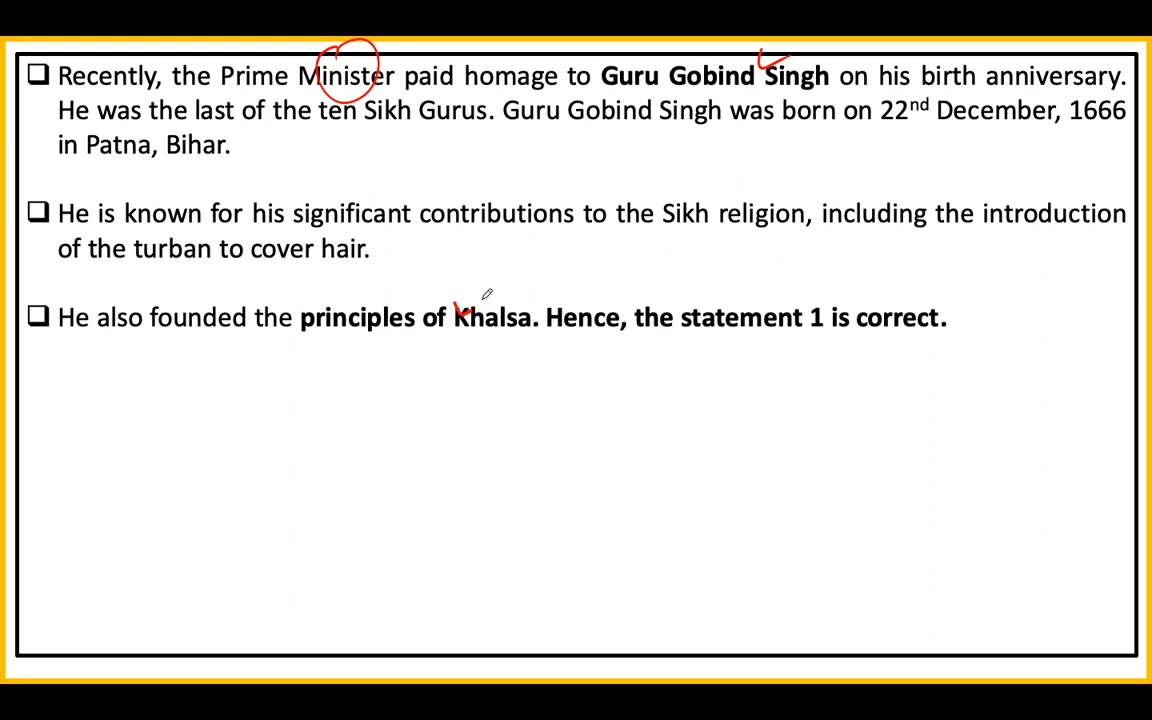 Recently, the Prime Minister paid homage to Guru Gobind Singh on his birth anniversary.
He was the last of the ten Sikh Gurus. Guru Gobind Singh was born on 22nd December, 1666
in Patna, Bihar.
He is known for his significant contributions to the Sikh religion, including the introduction
of the turban to cover hair.
He also founded the principles of Khalsa. Hence, the statement 1 is correct.